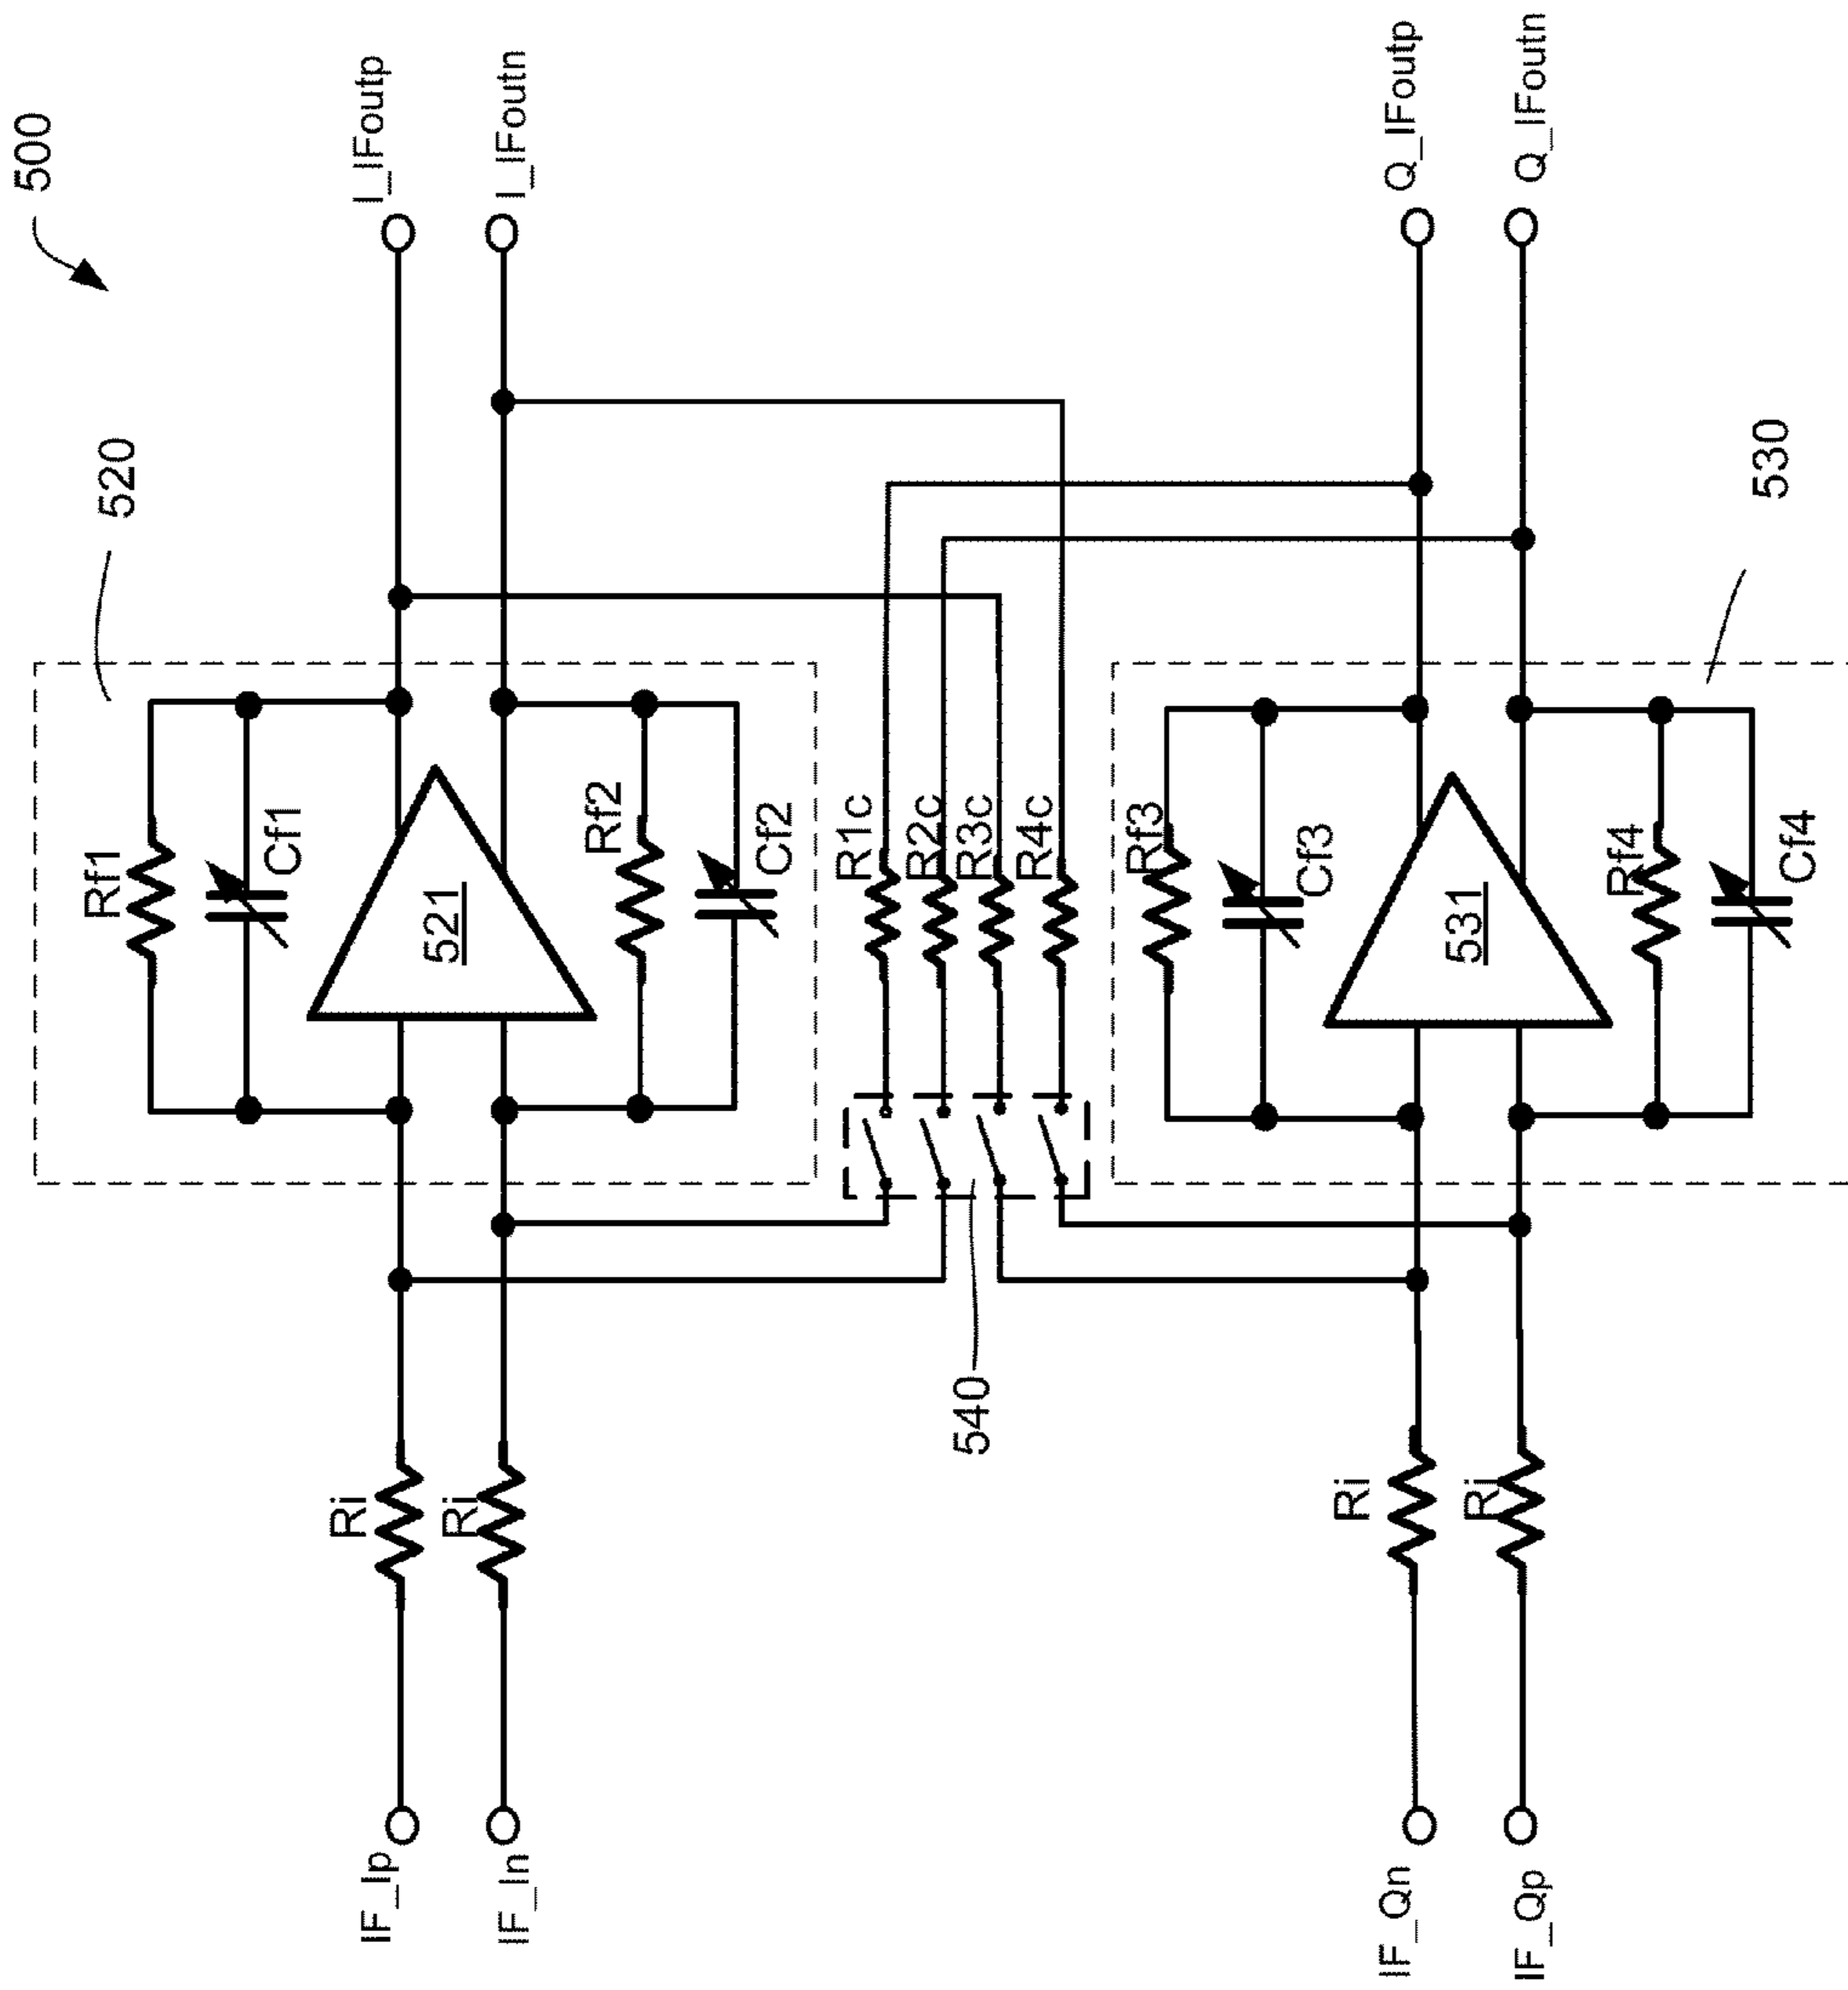 500
520
I_IFoutp
I_IFoutn
Rf1
Cf1
521
Rf2
Cf2
Ri
Ri
IF_Ip
IF_In
R1c
R2c
R3c
R4c
540
530
Q_IFoutp
Q_IFoutn
Rf3
Cf3
531
Rf4
Cf4
Ri
Ri
IF_Qn
IF_Qp